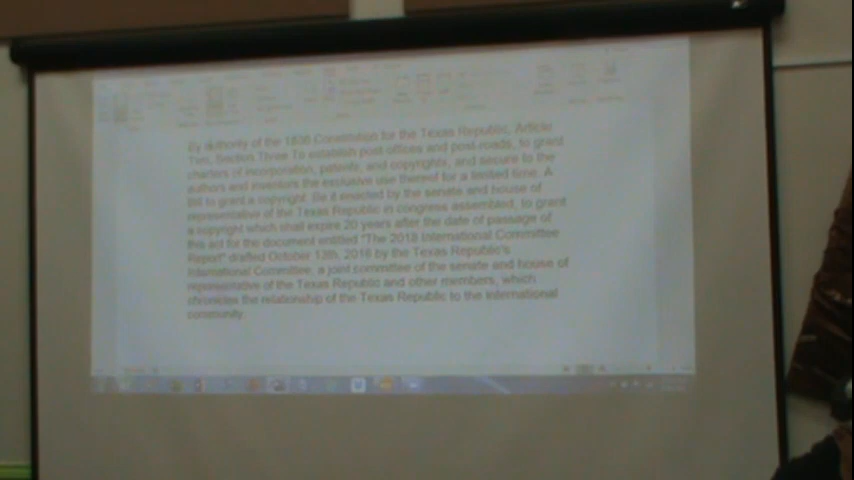 By authority of the 1836 Constitution for the Texas Republic, Article
Two, Section Three To establish post offices and post-roads, to grant
charters of incorporation, patents, and copyrights, and secure to the
authors and inventors the exclusive use thereof for a limited time. A
bill to grant a copyright. Be it enacted by the senate and house of
representative of the Texas Republic in congress assembled, to grant
a copyright which shall expire 20 years after the date of passage of
this act for the document entitled "The 2018 International Committee
Report" drafted October 13th, 2018 by the Texas Republic's
International Committee, a joint committee of the senate and house of
representative of the Texas Republic and other members, which
chronicles the relationship of the Texas Republic to the international
community.